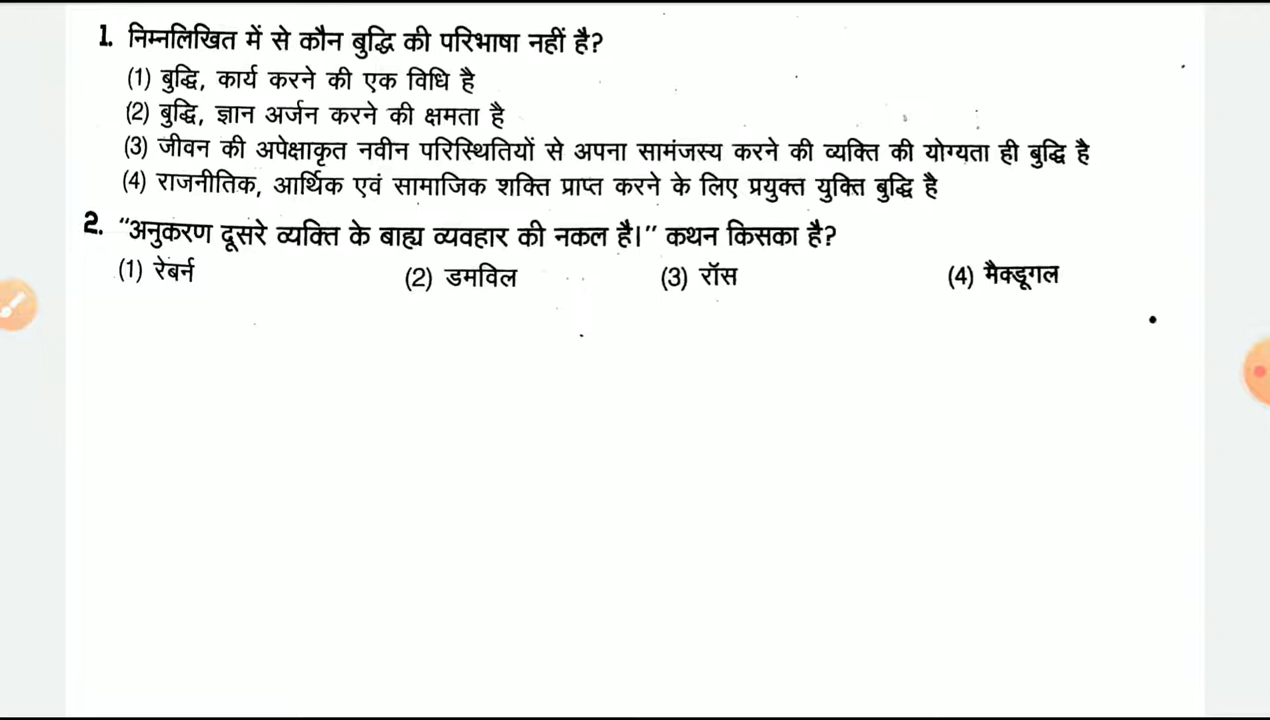 1. निम्नलिखित में से कौन बुद्धि की परिभाषा नहीं है?
(1) बुद्धि, कार्य करने की एक विधि है
(2) बुद्धि, ज्ञान अर्जन करने की क्षमता है
(3) जीवन की अपेक्षाकृत नवीन परिस्थितियों से अपना सामंजस्य करने की व्यक्ति की योग्यता ही बुद्धि है
(4) राजनीतिक, आर्थिक एवं सामाजिक शक्ति प्राप्त करने के लिए प्रयुक्त युक्ति बुद्धि है
2. "अनुकरण दूसरे व्यक्ति के बाह्य व्यवहार की नकल है।" कथन किसका है?
(1) रेबर्न (2) डमविल (3) रॉस (4) मैक्डूगल